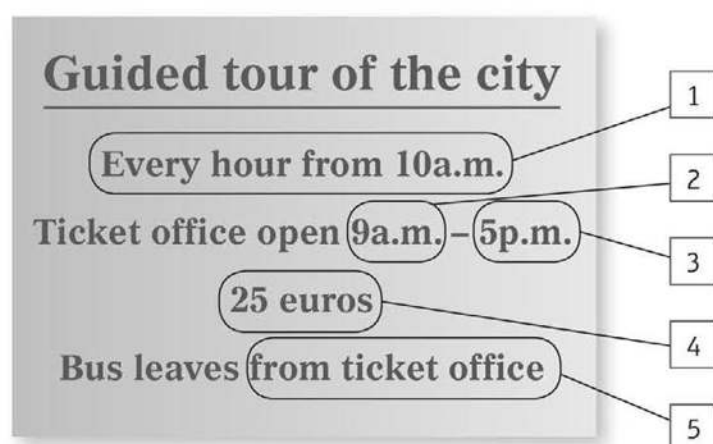 Guided tour of the city
Every hour from 10a.m.
Ticket office open 9a.m. – 5p.m.
25 euros
Bus leaves from ticket office
1
2
3
4
5